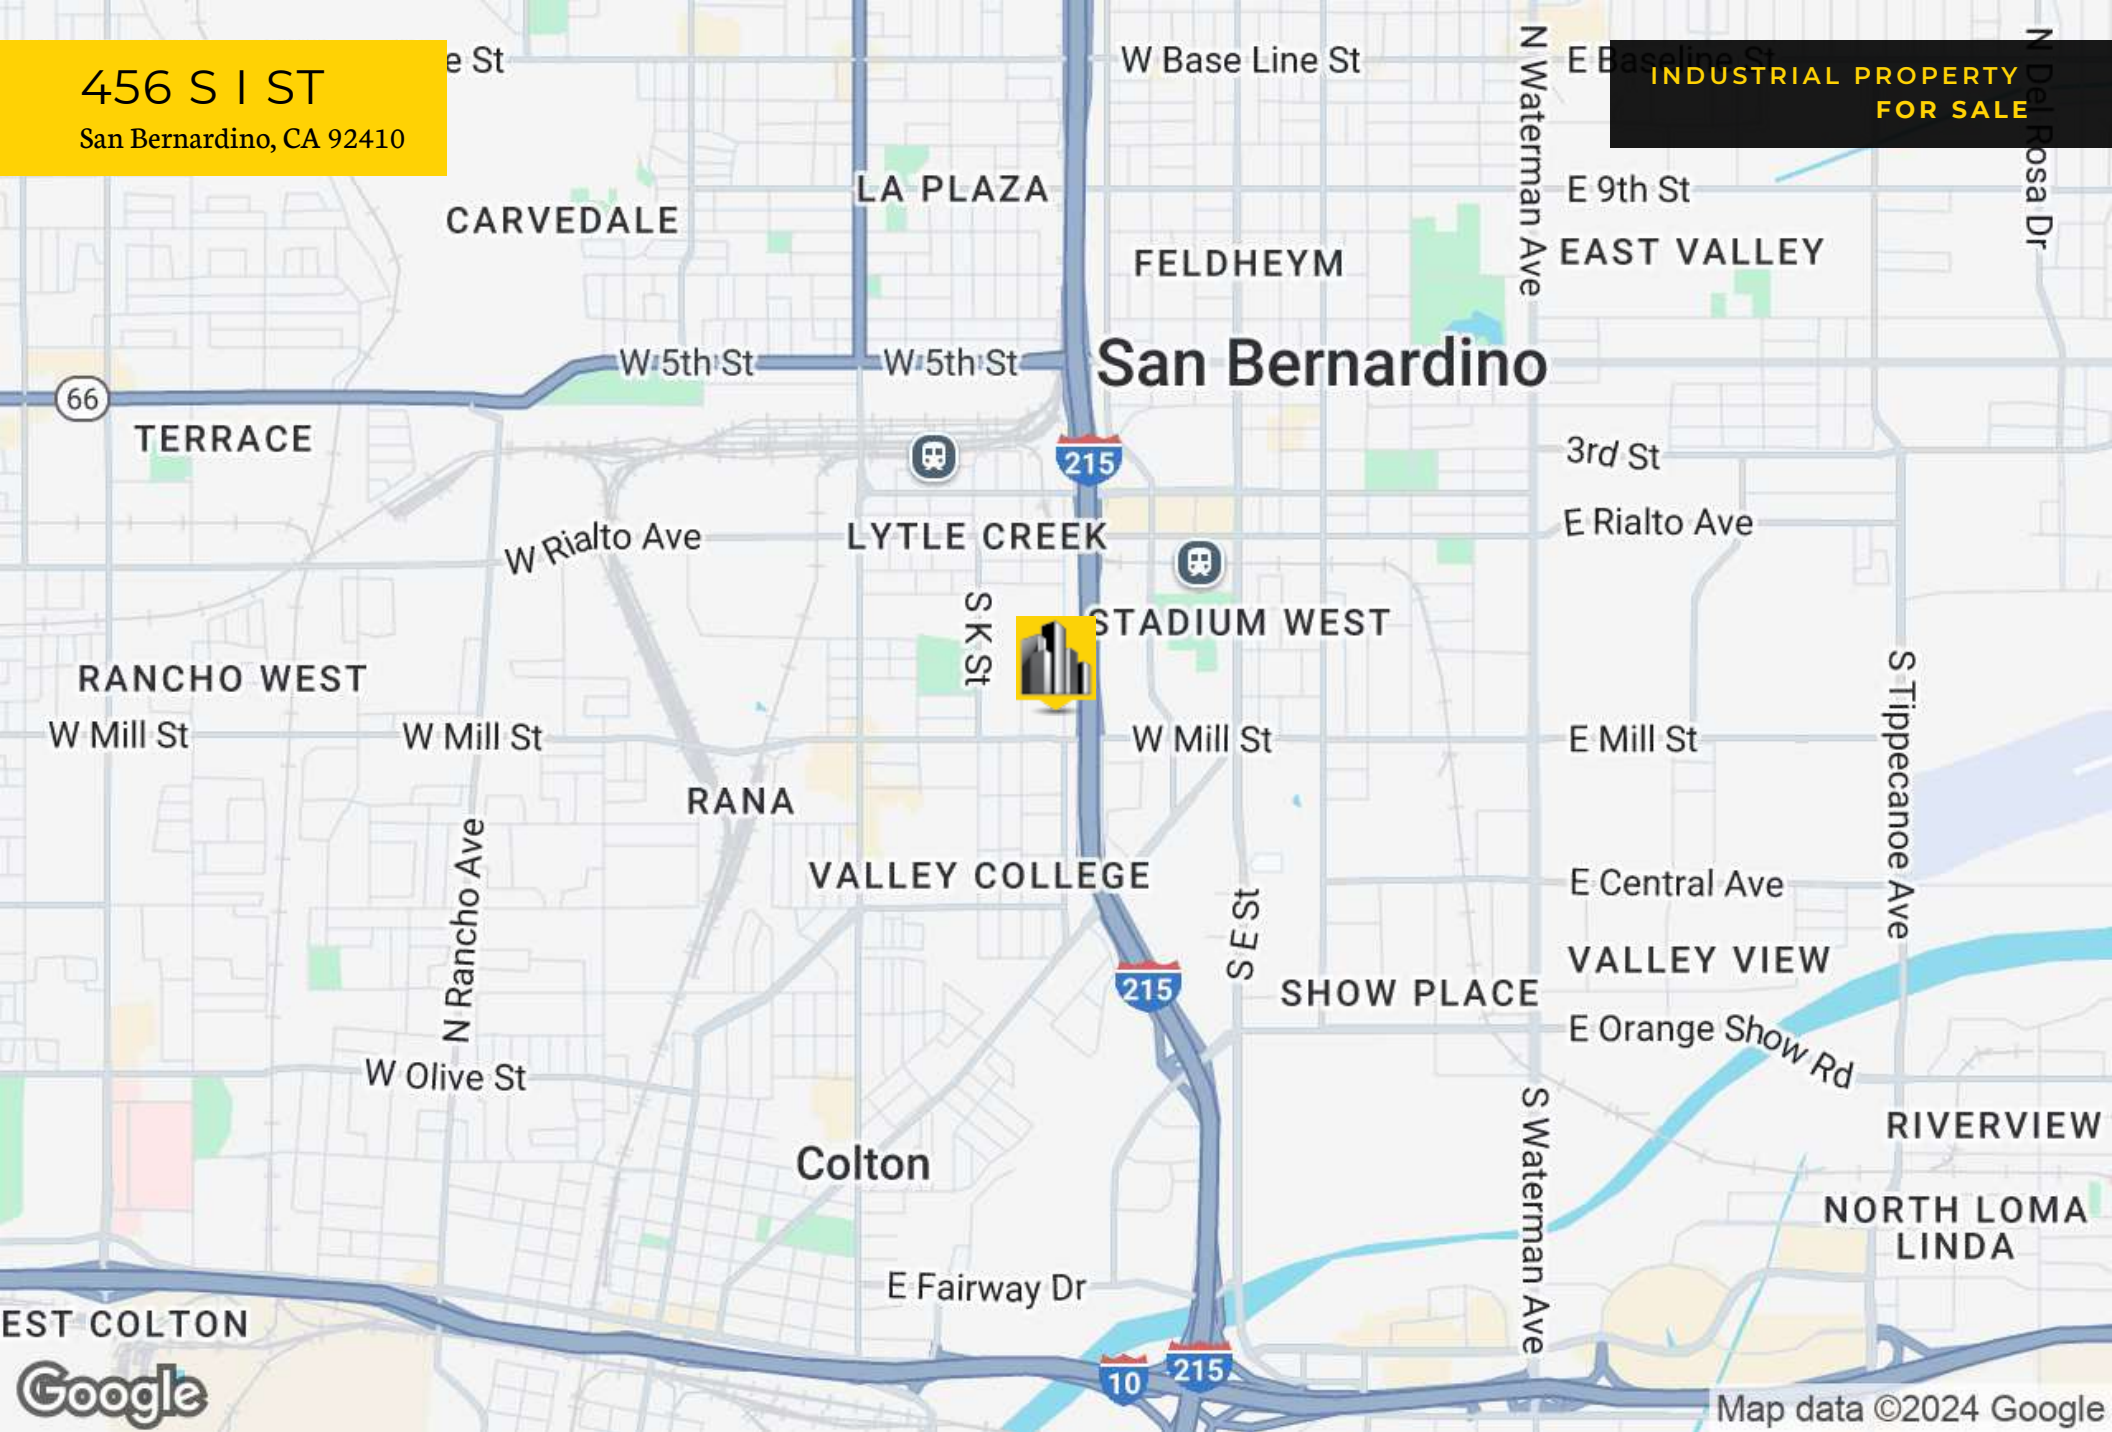 456 S I ST
San Bernardino, CA 92410
INDUSTRIAL PROPERTY
FOR SALE
e St
W Base Line St
E Baseline St
N Waterman Ave
N Del Rosa Dr
LA PLAZA
E 9th St
CARVEDALE
FELDHEYM
EAST VALLEY
W 5th St
W 5th St
San Bernardino
66
TERRACE
215
3rd St
W Rialto Ave
LYTLE CREEK
E Rialto Ave
S K St
STADIUM WEST
RANCHO WEST
S Tippecanoe Ave
W Mill St
W Mill St
W Mill St
E Mill St
RANA
N Rancho Ave
VALLEY COLLEGE
E Central Ave
S E St
VALLEY VIEW
215
SHOW PLACE
E Orange Show Rd
W Olive St
S Waterman Ave
RIVERVIEW
Colton
NORTH LOMA
LINDA
E Fairway Dr
EST COLTON
10
215
Google
Map data ©2024 Google